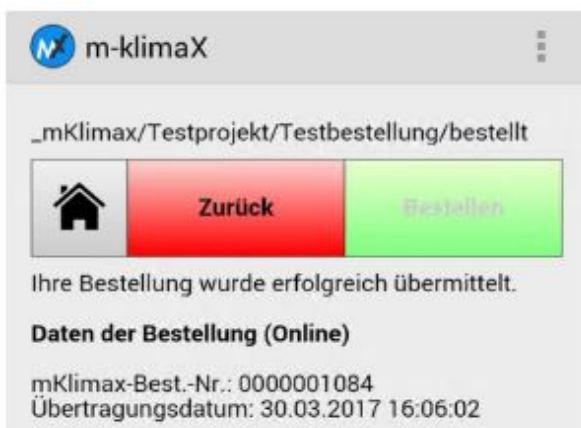 m-klimaX
_mKlimax/Testprojekt/Testbestellung/bestellt
Zurück Bestellen
Ihre Bestellung wurde erfolgreich übermittelt.
Daten der Bestellung (Online)
mKlimax-Best.-Nr.: 0000001084
Übertragungsdatum: 30.03.2017 16:06:02